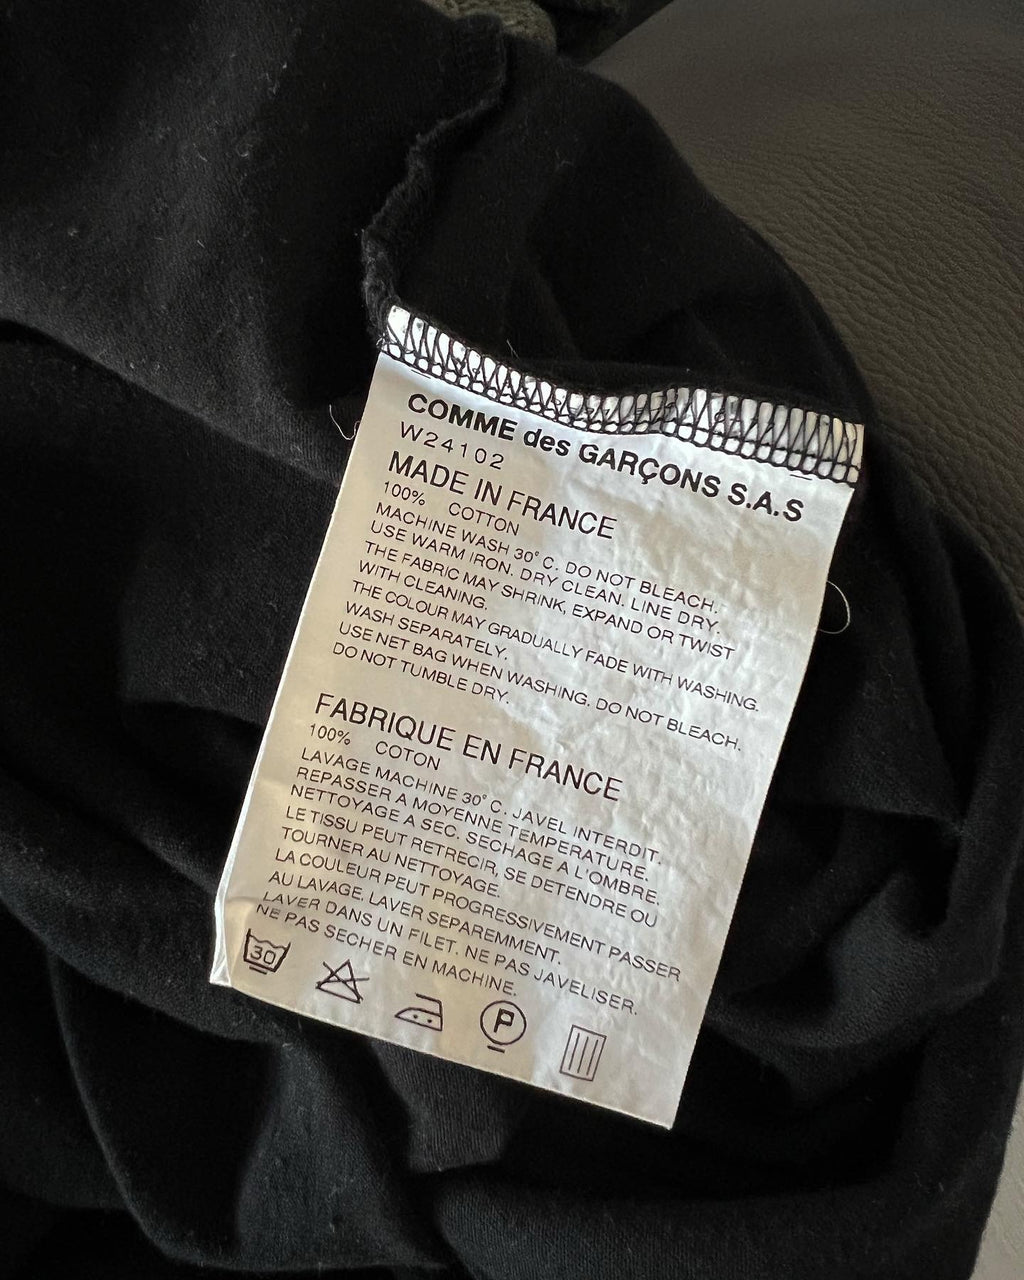 COMME des GARÇONS S.A.S
W24102
MADE IN FRANCE
100% COTTON
MACHINE WASH 30°C. DO NOT BLEACH.
USE WARM IRON. DRY CLEAN. LINE DRY.
THE FABRIC MAY SHRINK, EXPAND OR TWIST
WITH CLEANING.
THE COLOUR MAY GRADUALLY FADE WITH WASHING.
WASH SEPARATELY.
USE NET BAG WHEN WASHING. DO NOT BLEACH.
DO NOT TUMBLE DRY.
FABRIQUE EN FRANCE
100% COTON
LAVAGE MACHINE 30°C. JAVEL INTERDIT.
REPASSER A MOYENNE TEMPERATURE.
NETTOYAGE A SEC. SECHAGE A L'OMBRE.
LE TISSU PEUT RETRECIR, SE DETENDRE OU
TOURNER AU NETTOYAGE.
LA COULEUR PEUT PROGRESSIVEMENT PASSER
AU LAVAGE. LAVER SEPAREMMENT.
LAVER DANS UN FILET. NE PAS JAVELISER.
NE PAS SECHER EN MACHINE.
30 P